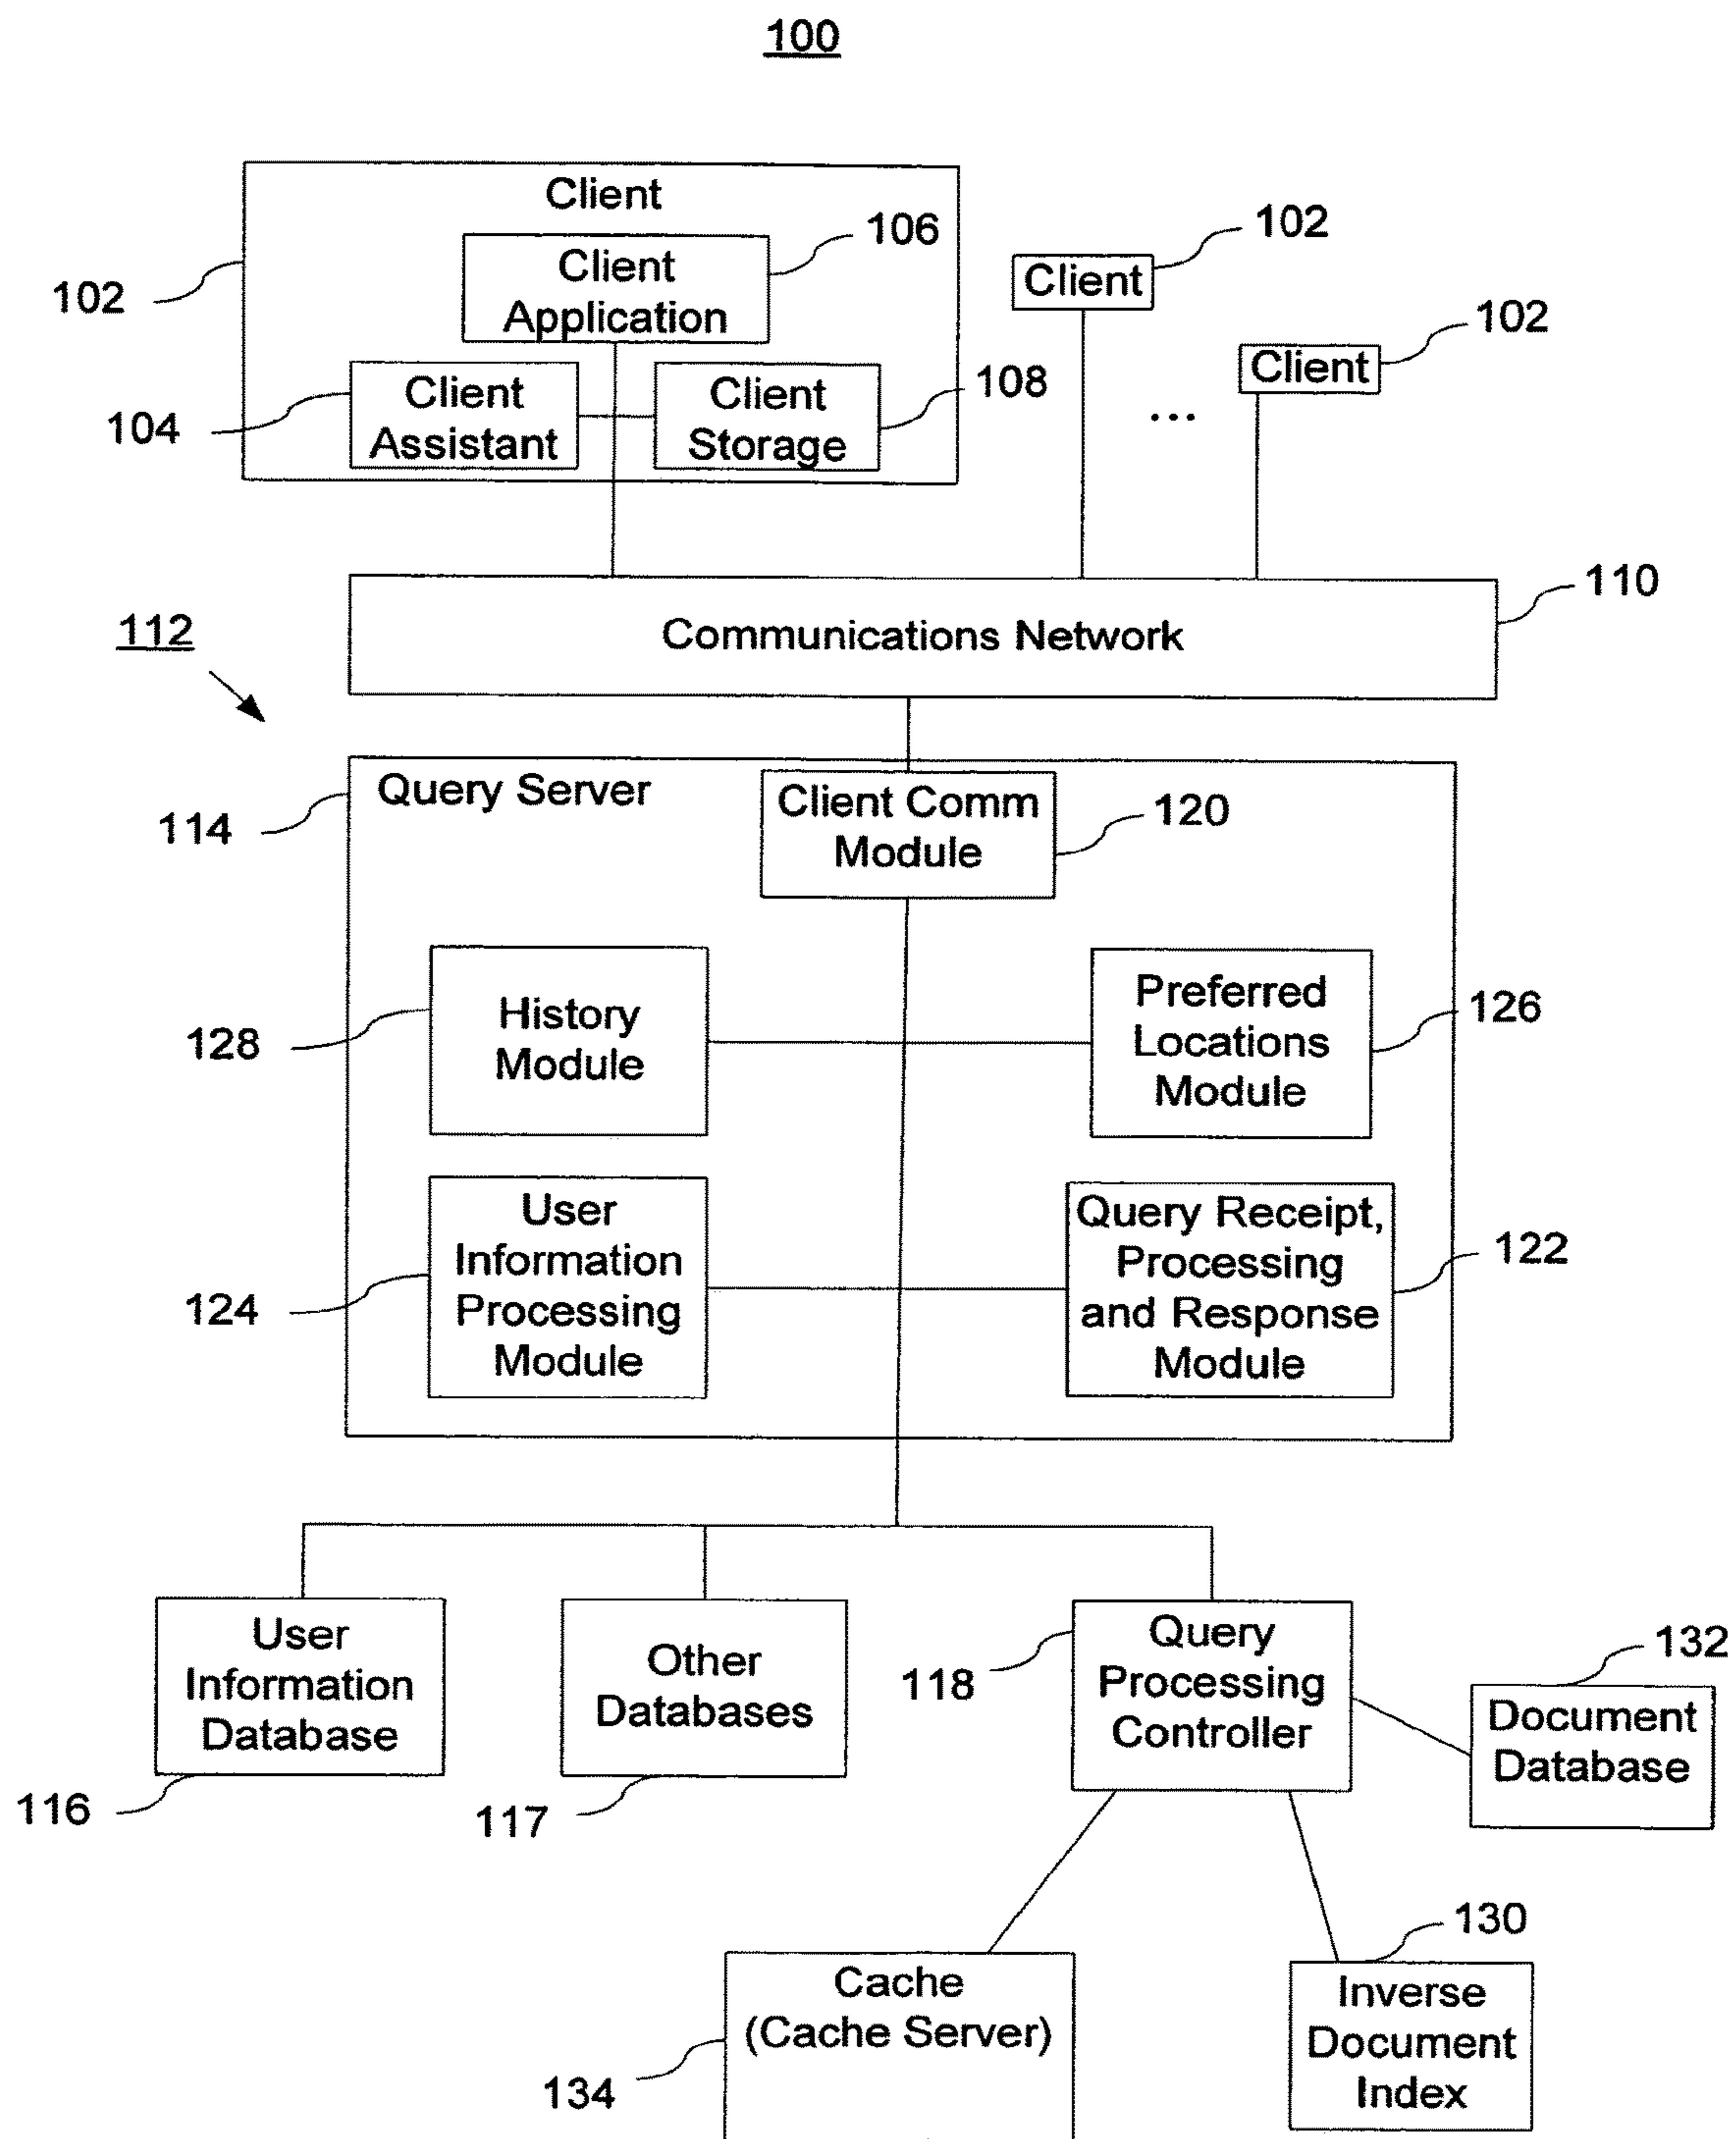 100
Client
106
Client
Application
102
Client
Assistant
104
Client
Storage
108
102
Client
102
Client
...
110
Communications Network
112
Query Server
114
Client Comm
Module
120
History
Module
128
Preferred
Locations
Module
126
User
Information
Processing
Module
124
Query Receipt,
Processing
and Response
Module
122
User
Information
Database
116
Other
Databases
117
Query
Processing
Controller
118
132
Document
Database
Cache
(Cache Server)
134
130
Inverse
Document
Index